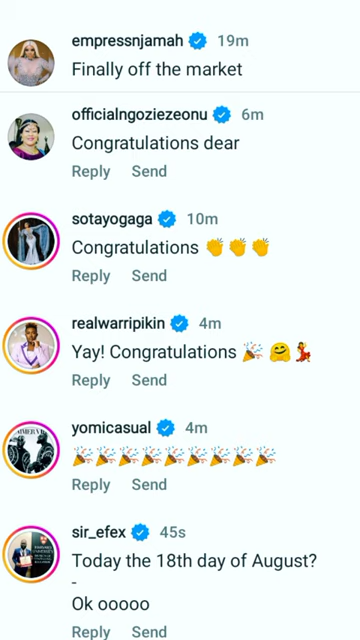 empressnjamah 19m
Finally off the market
officialngoziezeonu 6m
Congratulations dear
Reply Send
sotayogaga 10m
Congratulations 👏👏👏
Reply Send
realwarripikin 4m
Yay! Congratulations 🎉🤗💃
Reply Send
yomicasual 4m
🎉🎉🎉🎉🎉🎉🎉🎉🎉
Reply Send
sir_efex 45s
Today the 18th day of August?
-
Ok ooooo
Reply Send